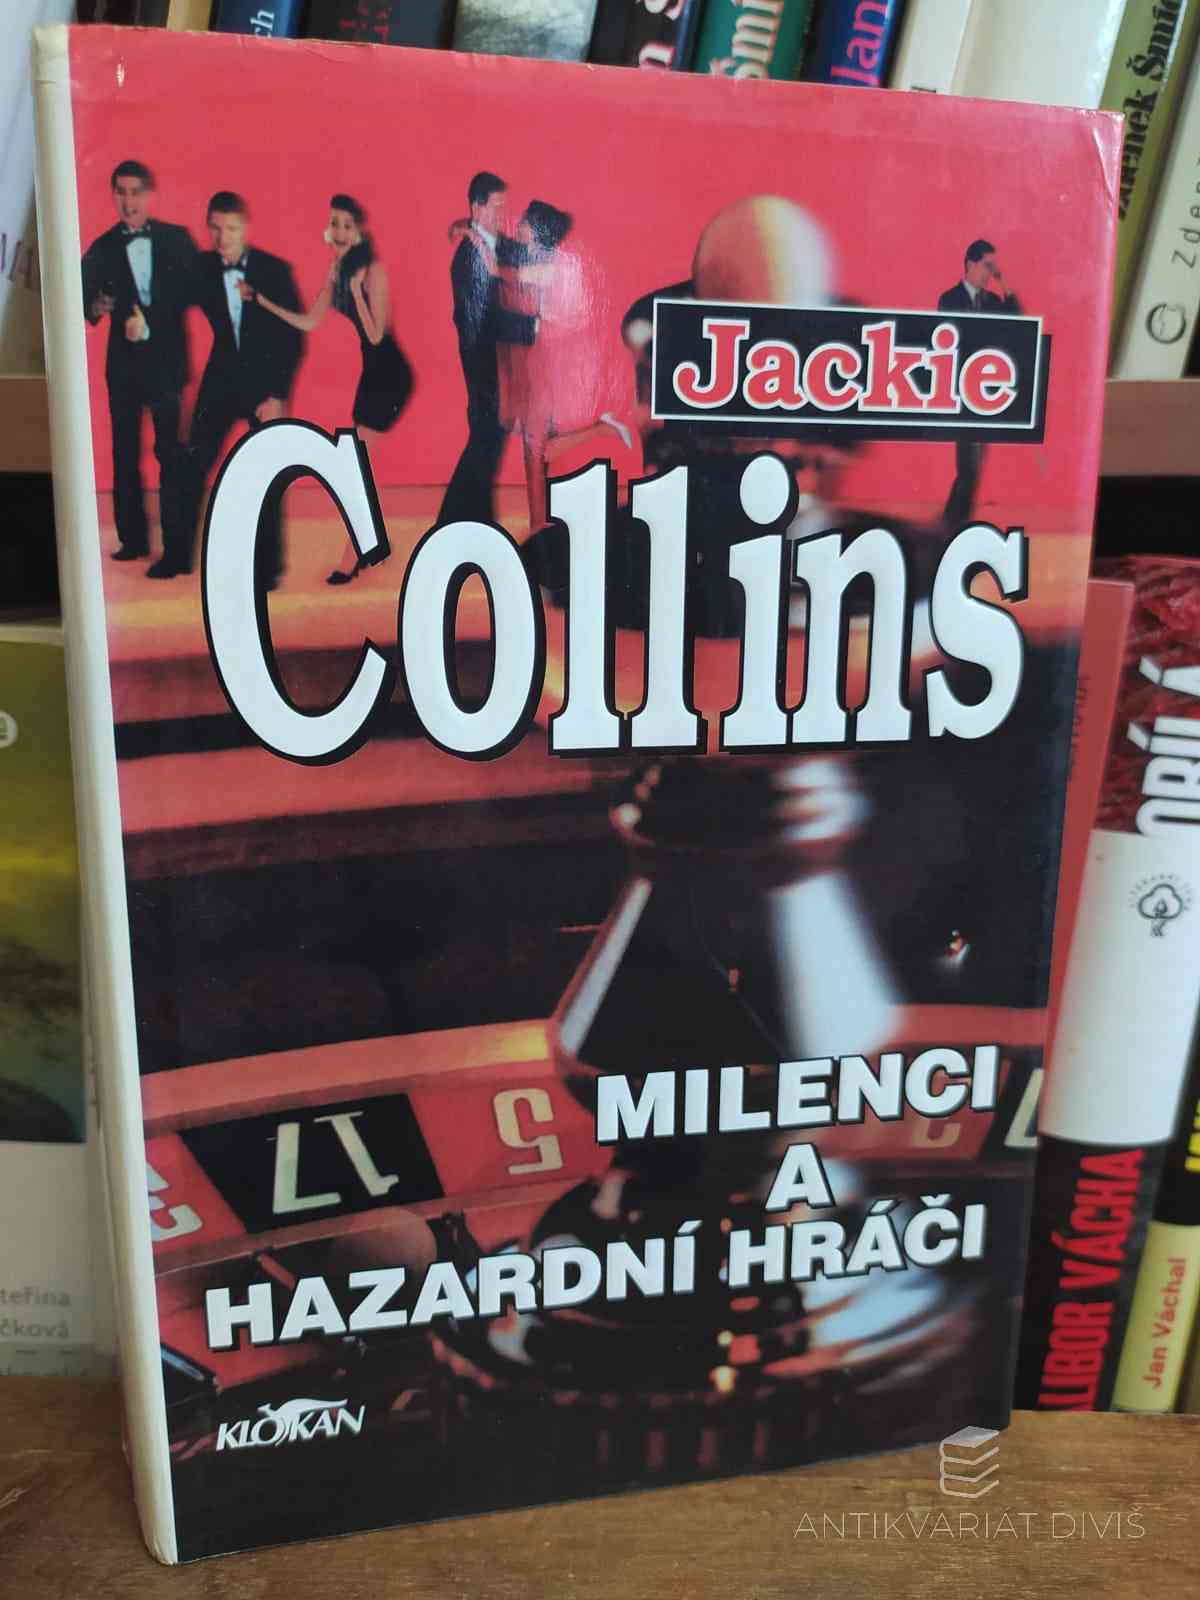 Jackie
Collins
17
5
MILENCI
A
HAZARDNÍ HRÁČI
KLOKAN
ANTIKVARIÁT DIVIŠ
LIBOR VÁCHA
Jan Váchal